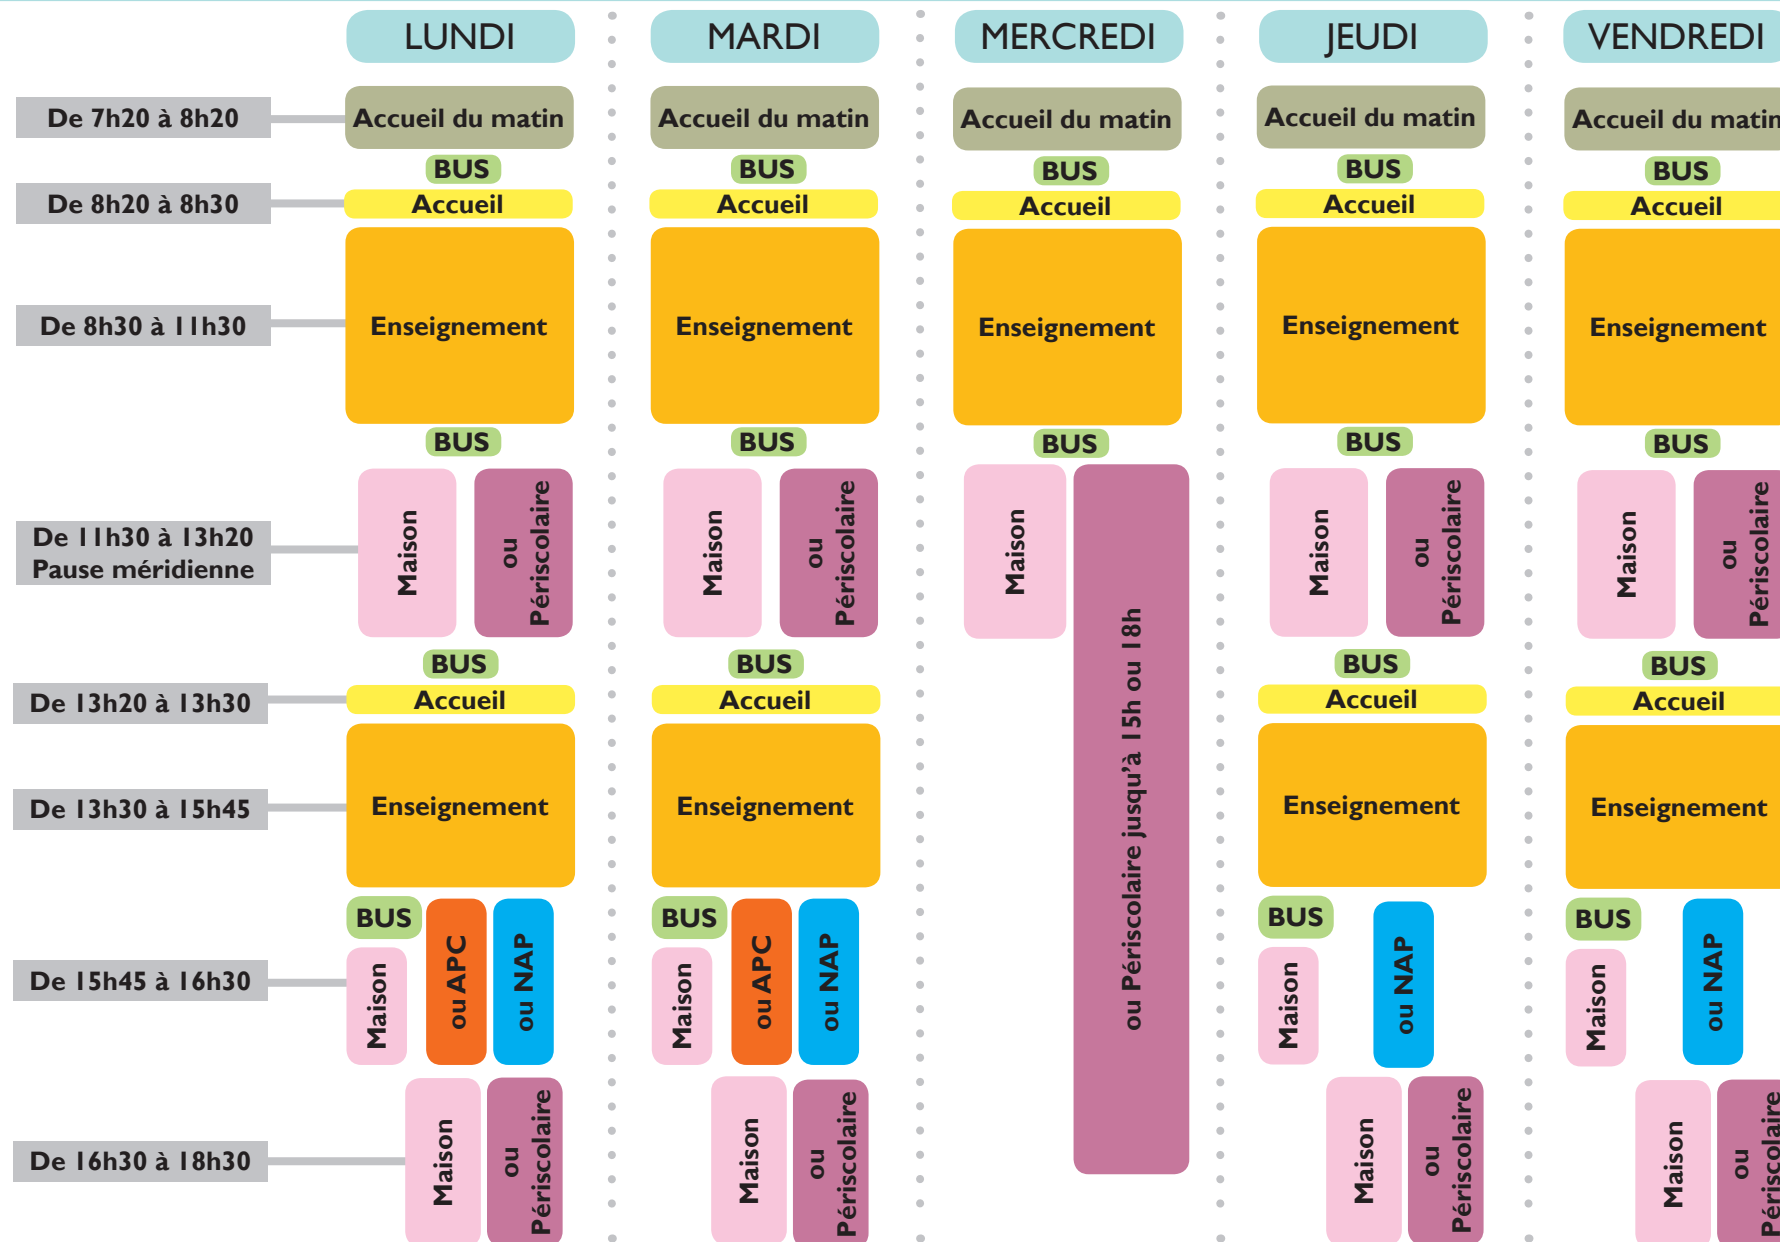 LUNDI MARDI MERCREDI JEUDI VENDREDI
De 7h20 à 8h20 Accueil du matin Accueil du matin Accueil du matin Accueil du matin Accueil du matin
BUS BUS BUS BUS BUS
De 8h20 à 8h30 Accueil Accueil Accueil Accueil Accueil
De 8h30 à 11h30 Enseignement Enseignement Enseignement Enseignement Enseignement
BUS BUS BUS BUS BUS
De 11h30 à 13h20
Pause méridienne
Maison
ou
Périscolaire
Maison
ou
Périscolaire
Maison
ou Périscolaire jusqu'à 15h ou 18h
Maison
ou
Périscolaire
Maison
ou
Périscolaire
BUS BUS BUS BUS
De 13h20 à 13h30 Accueil Accueil Accueil Accueil
De 13h30 à 15h45 Enseignement Enseignement Enseignement Enseignement
BUS BUS BUS BUS
De 15h45 à 16h30
Maison
ou APC
ou NAP
Maison
ou APC
ou NAP
Maison
ou NAP
Maison
ou NAP
De 16h30 à 18h30
Maison
ou
Périscolaire
Maison
ou
Périscolaire
Maison
ou
Périscolaire
Maison
ou
Périscolaire